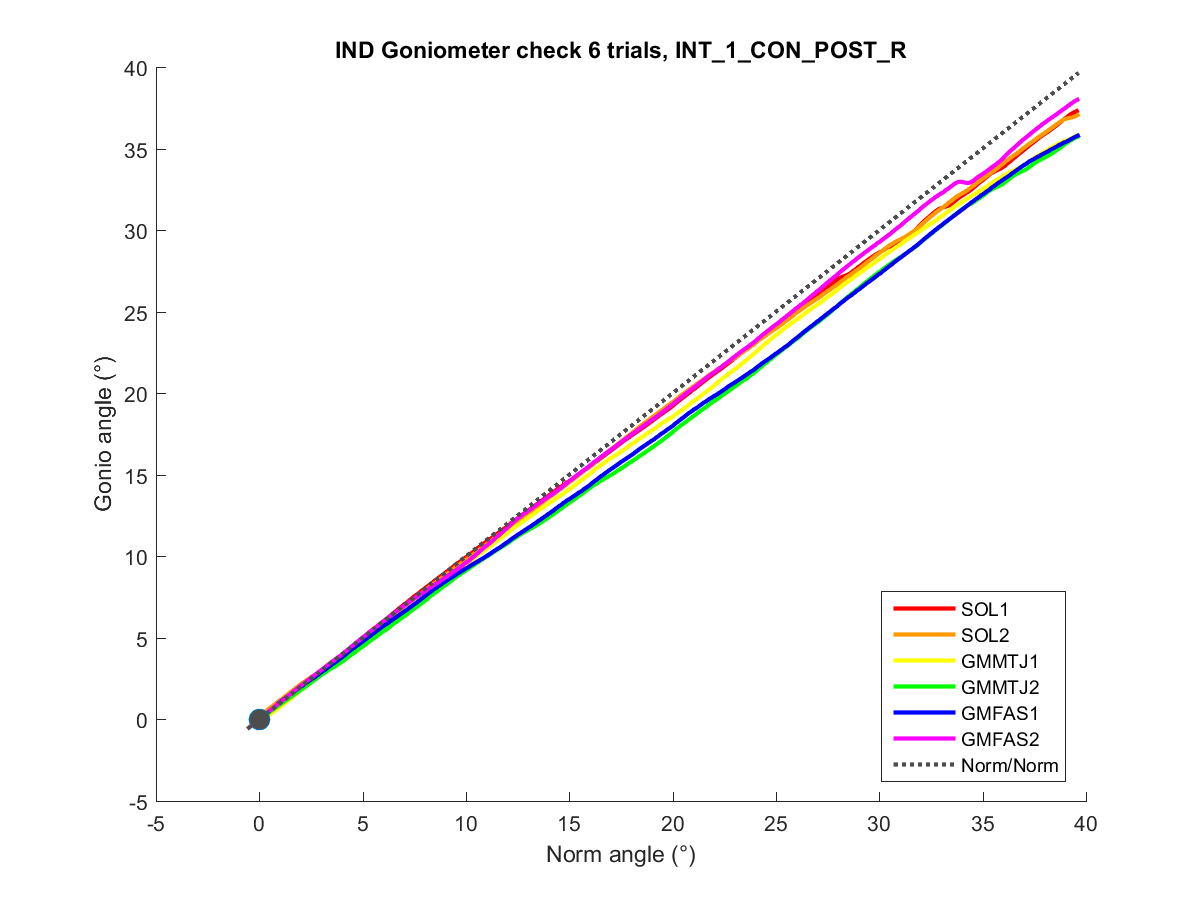 IND Goniometer check 6 trials, INT_1_CON_POST_R
40
35
30
25
20
15
10
5
0
-5
Gonio angle (°)
-5 0 5 10 15 20 25 30 35 40
Norm angle (°)
SOL1
SOL2
GMMTJ1
GMMTJ2
GMFAS1
GMFAS2
Norm/Norm